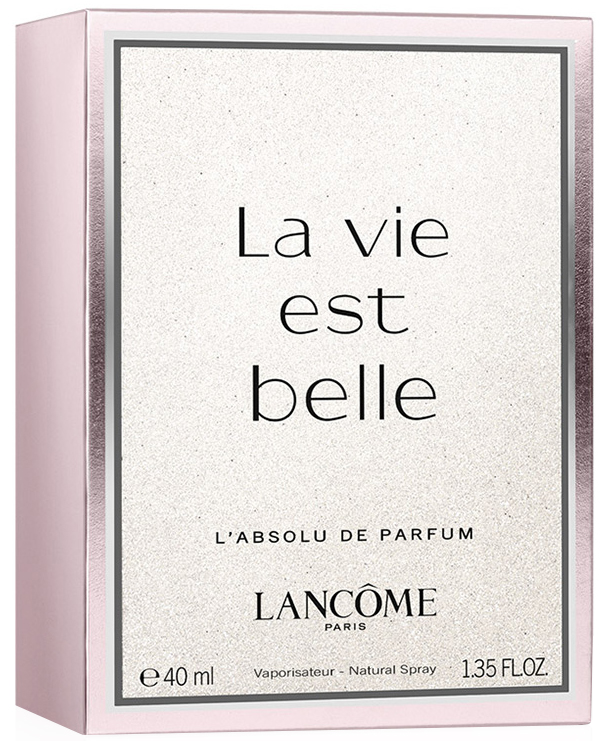 La vie
est
belle
L'ABSOLU DE PARFUM
LANCÔME
PARIS
℮40 ml Vaporisateur - Natural Spray 1.35 FL.OZ.